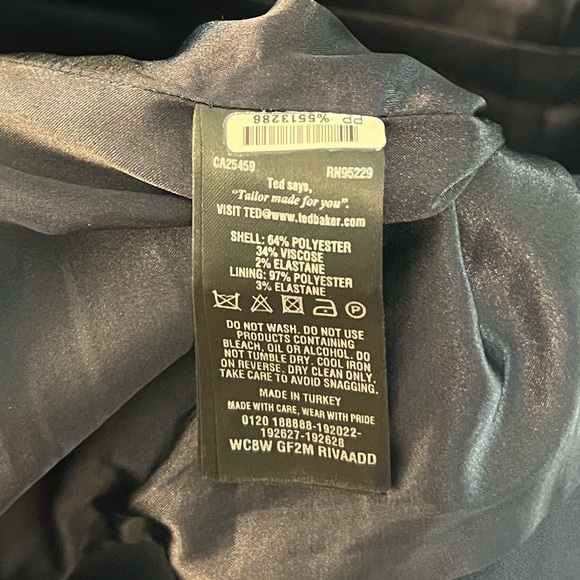 PP %5513286
CA25459 RN95229
Ted says,
"Tailor made for you".
VISIT TED@www.tedbaker.com
SHELL: 64% POLYESTER
34% VISCOSE
2% ELASTANE
LINING: 97% POLYESTER
3% ELASTANE
P
DO NOT WASH. DO NOT USE
PRODUCTS CONTAINING
BLEACH, OIL OR ALCOHOL. DO
NOT TUMBLE DRY. COOL IRON
ON REVERSE. DRY CLEAN ONLY.
TAKE CARE TO AVOID SNAGGING.
MADE IN TURKEY
MADE WITH CARE, WEAR WITH PRIDE
0120 188888-192022-
192627-192628
WC8W GF2M RIVAADD